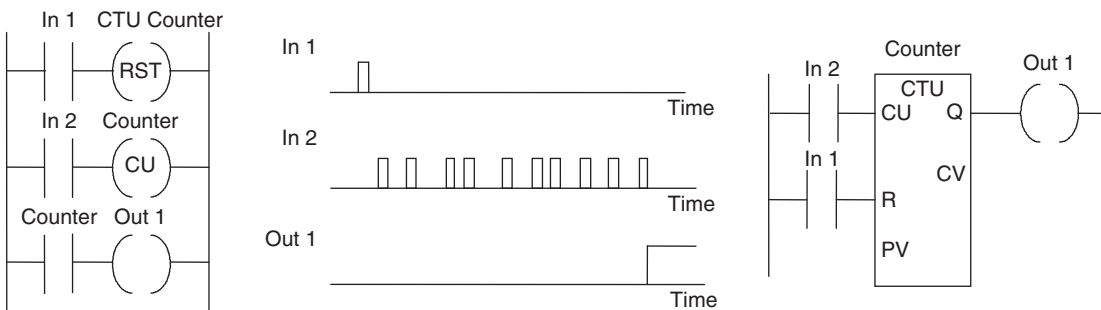 In 1 CTU Counter
RST
In 2 Counter
CU
Counter Out 1
In 1
Time
In 2
Time
Out 1
Time
Counter
In 2
CTU
Out 1
CU Q
In 1
CV
R
PV